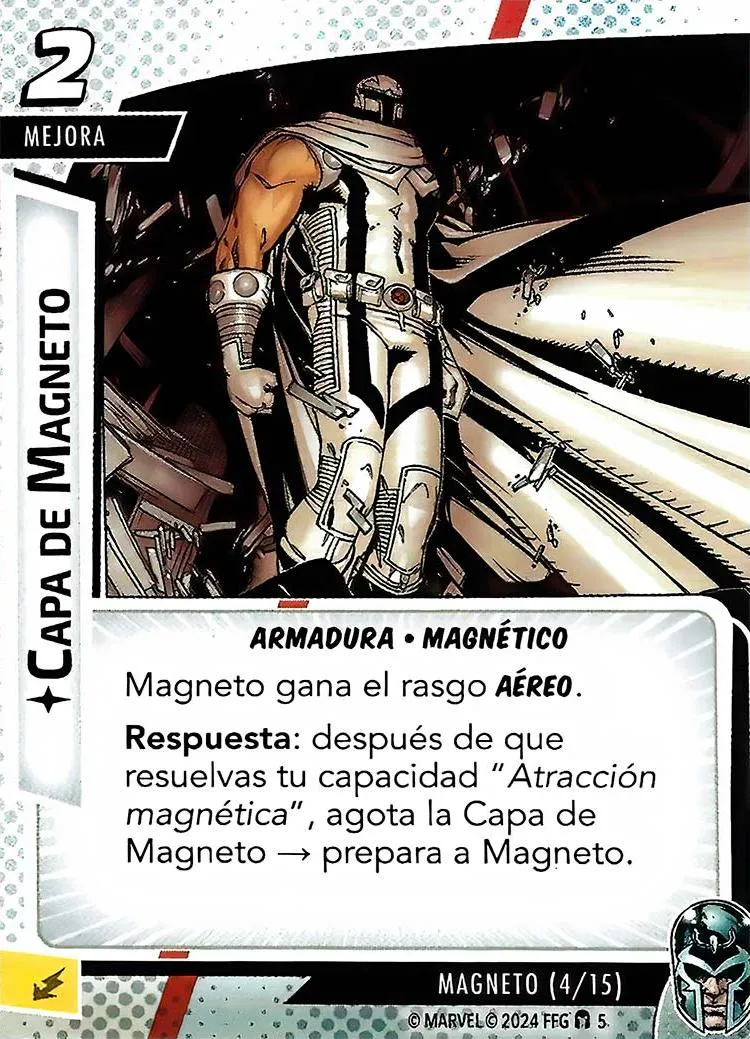 2
MEJORA
CAPA DE MAGNETO
ARMADURA • MAGNÉTICO
Magneto gana el rasgo AÉREO.
Respuesta: después de que
resuelvas tu capacidad “Atracción
magnética”, agota la Capa de
Magneto → prepara a Magneto.
MAGNETO (4/15)
© MARVEL © 2024 FFG 5